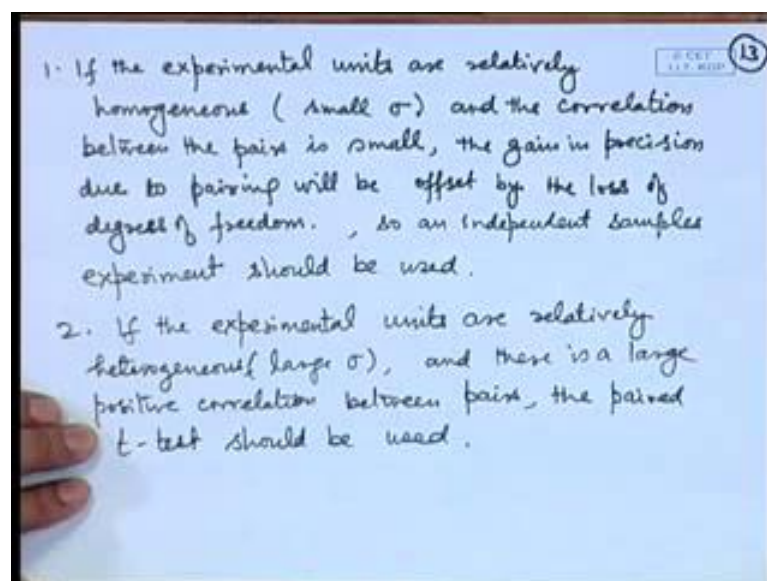 13
1. If the experimental units are relatively
homogeneous (small σ) and the correlation
between the pairs is small, the gain in precision
due to pairing will be offset by the loss of
degrees of freedom. , so an independent samples
experiment should be used.
2. If the experimental units are relatively
heterogeneous (large σ), and there is a large
positive correlation between pairs, the paired
t-test should be used.